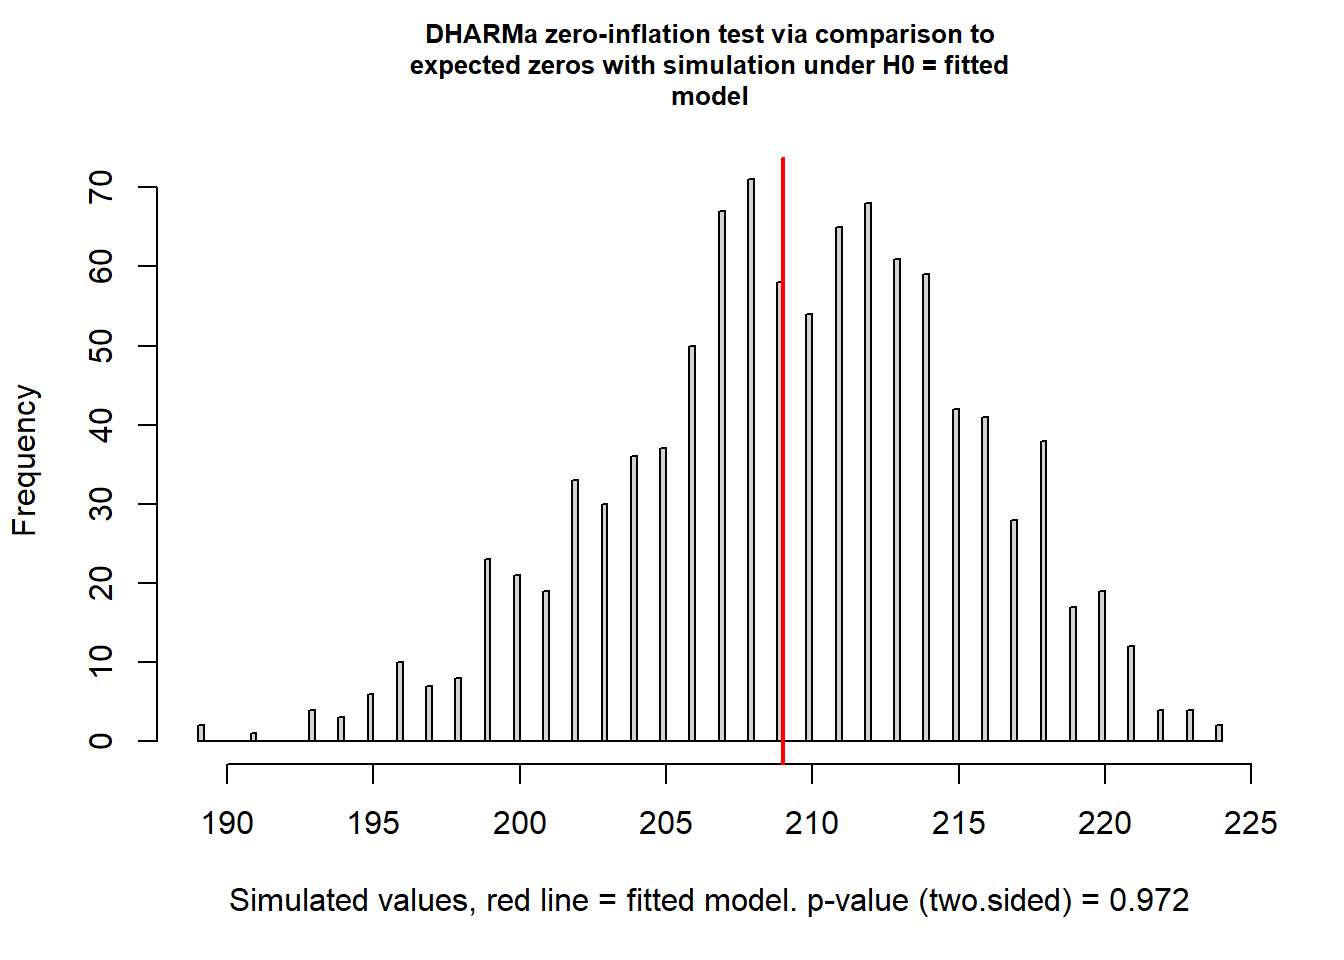 DHARMa zero-inflation test via comparison to
expected zeros with simulation under H0 = fitted
model
Frequency
70
60
50
40
30
20
10
0
190 195 200 205 210 215 220 225
Simulated values, red line = fitted model. p-value (two.sided) = 0.972